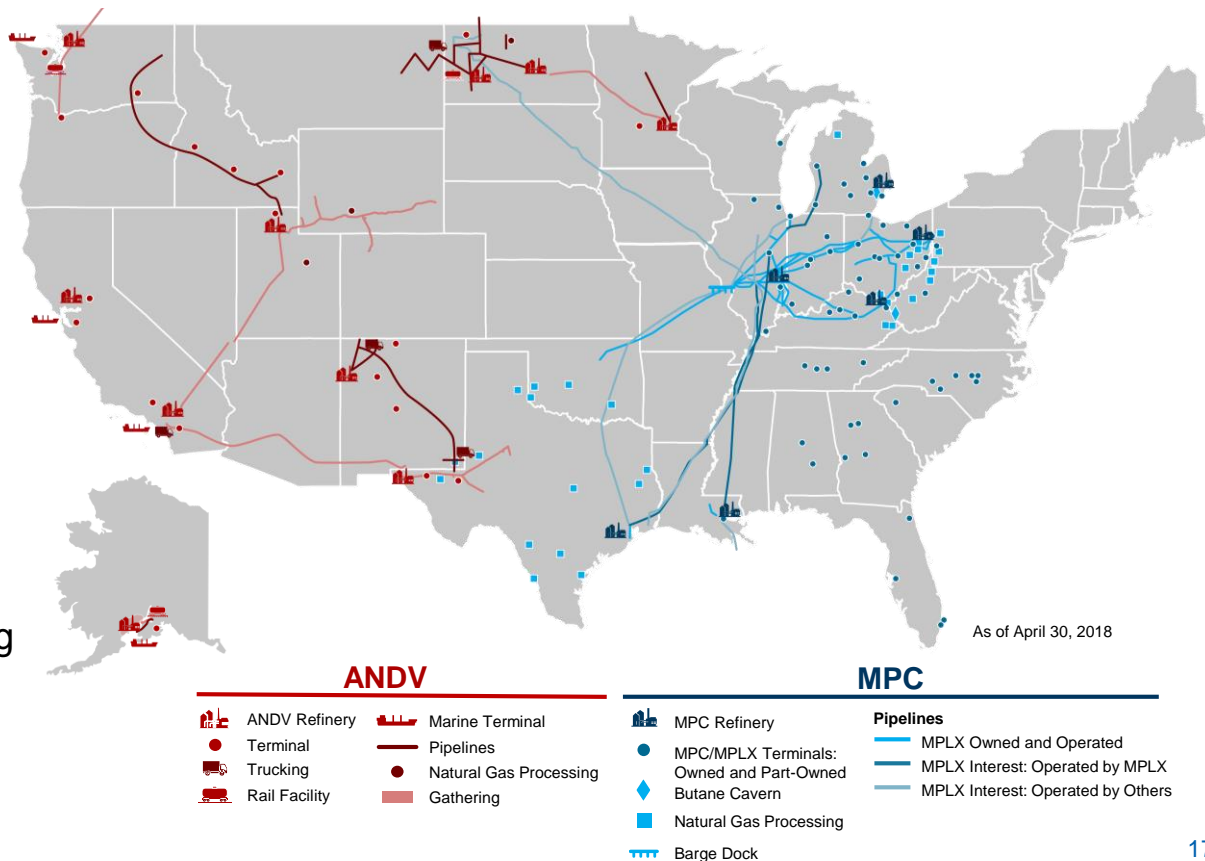 g
As of April 30, 2018
ANDV
ANDV Refinery
Terminal
Trucking
Rail Facility
Marine Terminal
Pipelines
Natural Gas Processing
Gathering
MPC
MPC Refinery
MPC/MPLX Terminals:
Owned and Part-Owned
Butane Cavern
Natural Gas Processing
Barge Dock
Pipelines
MPLX Owned and Operated
MPLX Interest: Operated by MPLX
MPLX Interest: Operated by Others
17